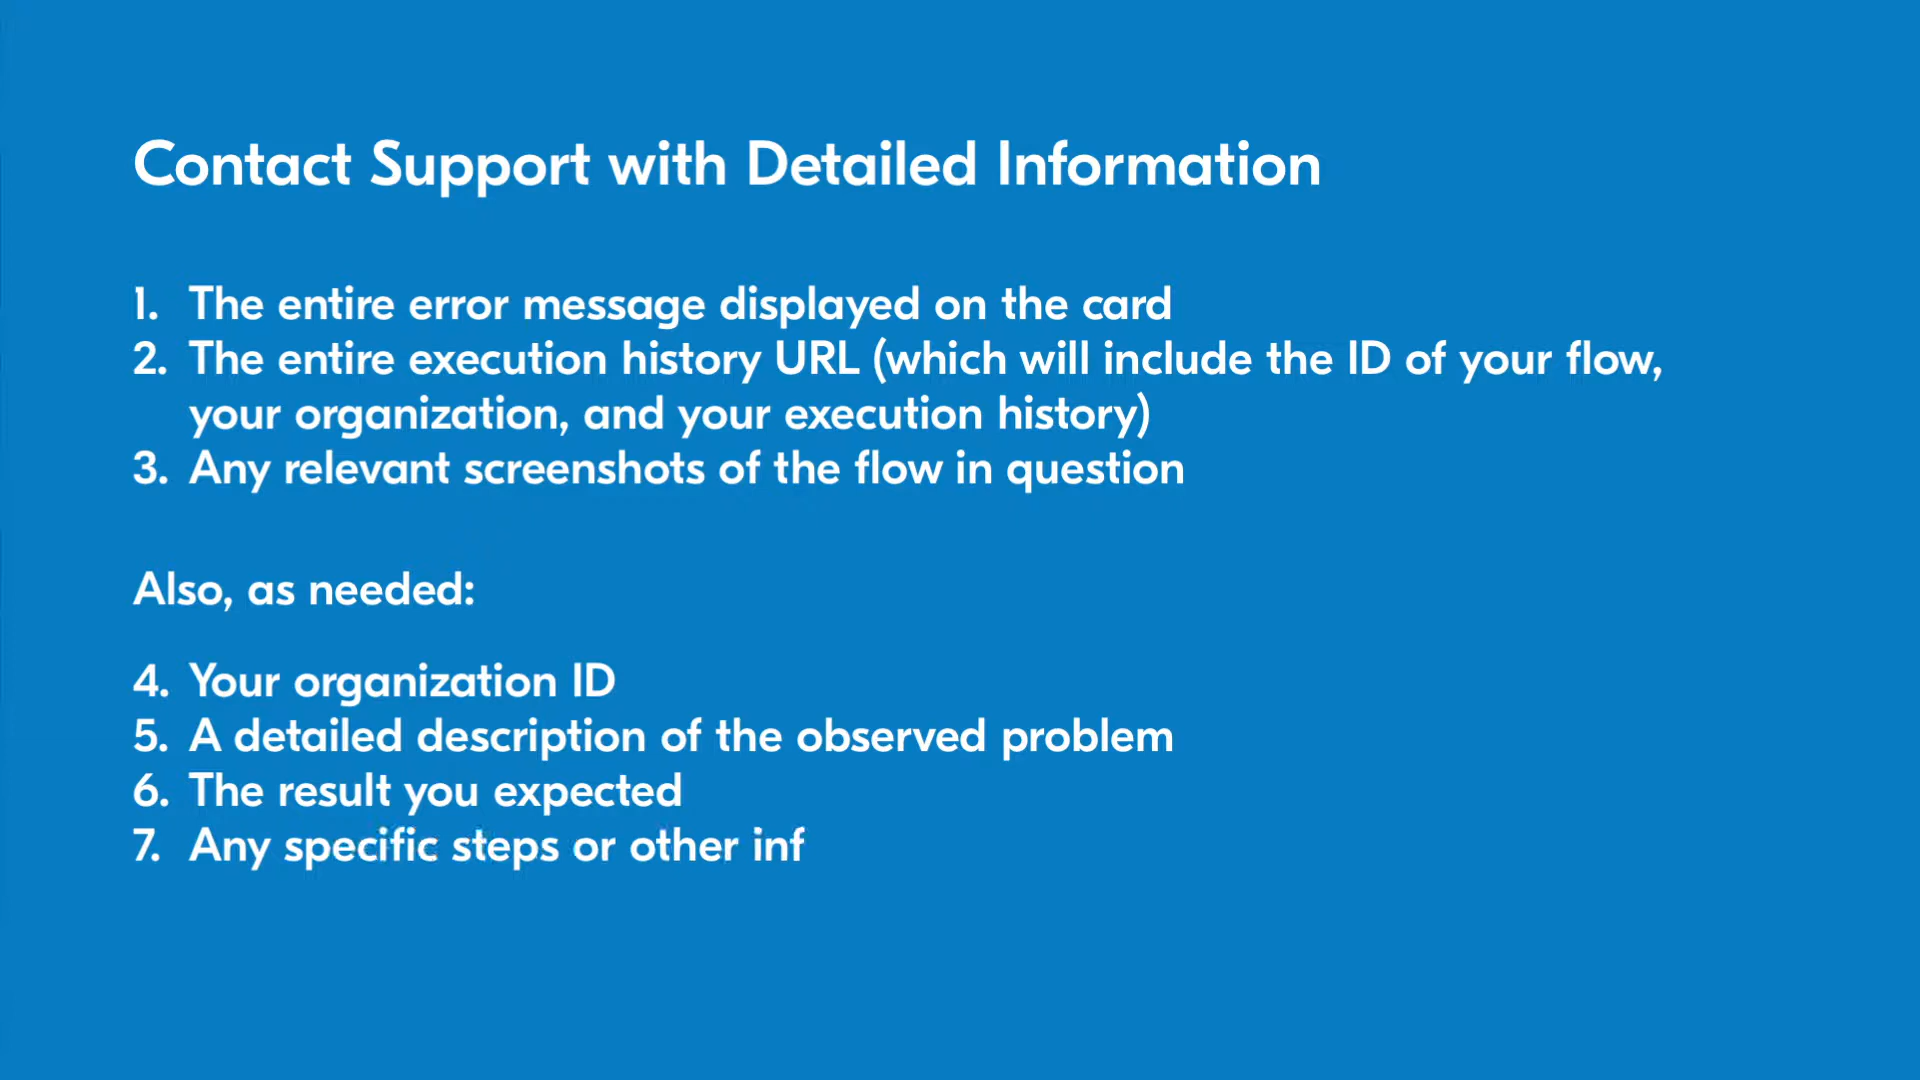 Contact Support with Detailed Information
1. The entire error message displayed on the card
2. The entire execution history URL (which will include the ID of your flow,
your organization, and your execution history)
3. Any relevant screenshots of the flow in question
Also, as needed:
4. Your organization ID
5. A detailed description of the observed problem
6. The result you expected
7. Any specific steps or other inf